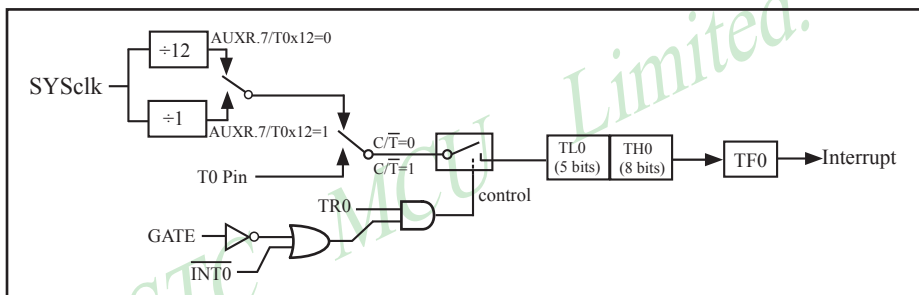 ÷12
AUXR.7/T0x12=0
SYSclk
÷1
AUXR.7/T0x12=1
C/T̅=0
C/T̅=1
T0 Pin
TL0
(5 bits)
TH0
(8 bits)
TF0
Interrupt
control
TR0
GATE
I̅N̅T̅0̅
STC MCU Limited.